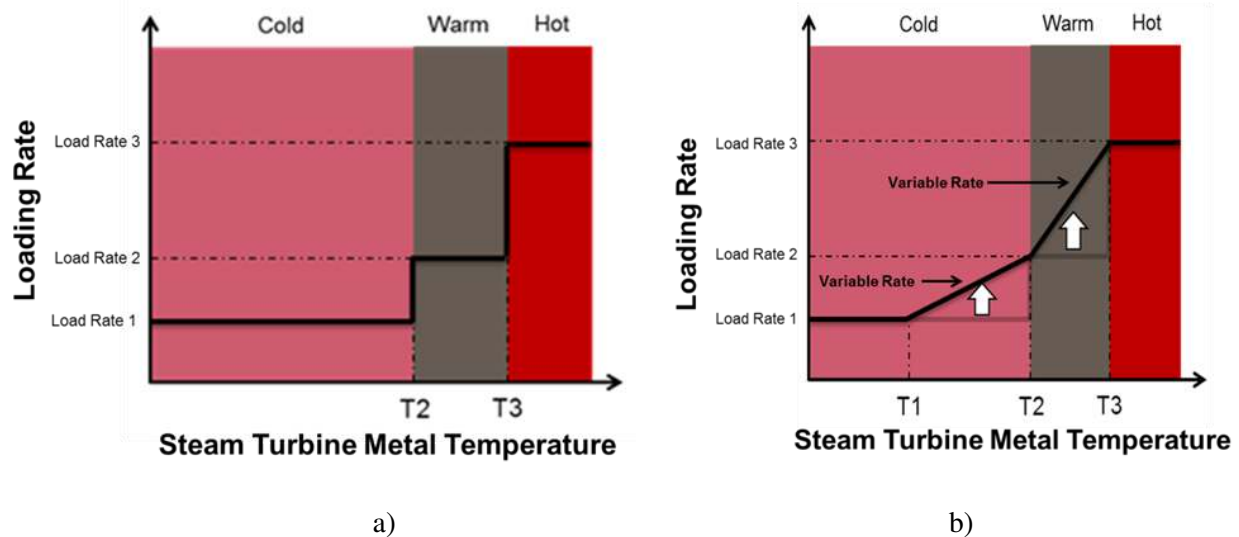 Cold Warm Hot
Loading Rate
Load Rate 3
Load Rate 2
Load Rate 1
T2 T3
Steam Turbine Metal Temperature
a)
Cold Warm Hot
Loading Rate
Load Rate 3
Variable Rate
Load Rate 2
Variable Rate
Load Rate 1
T1 T2 T3
Steam Turbine Metal Temperature
b)